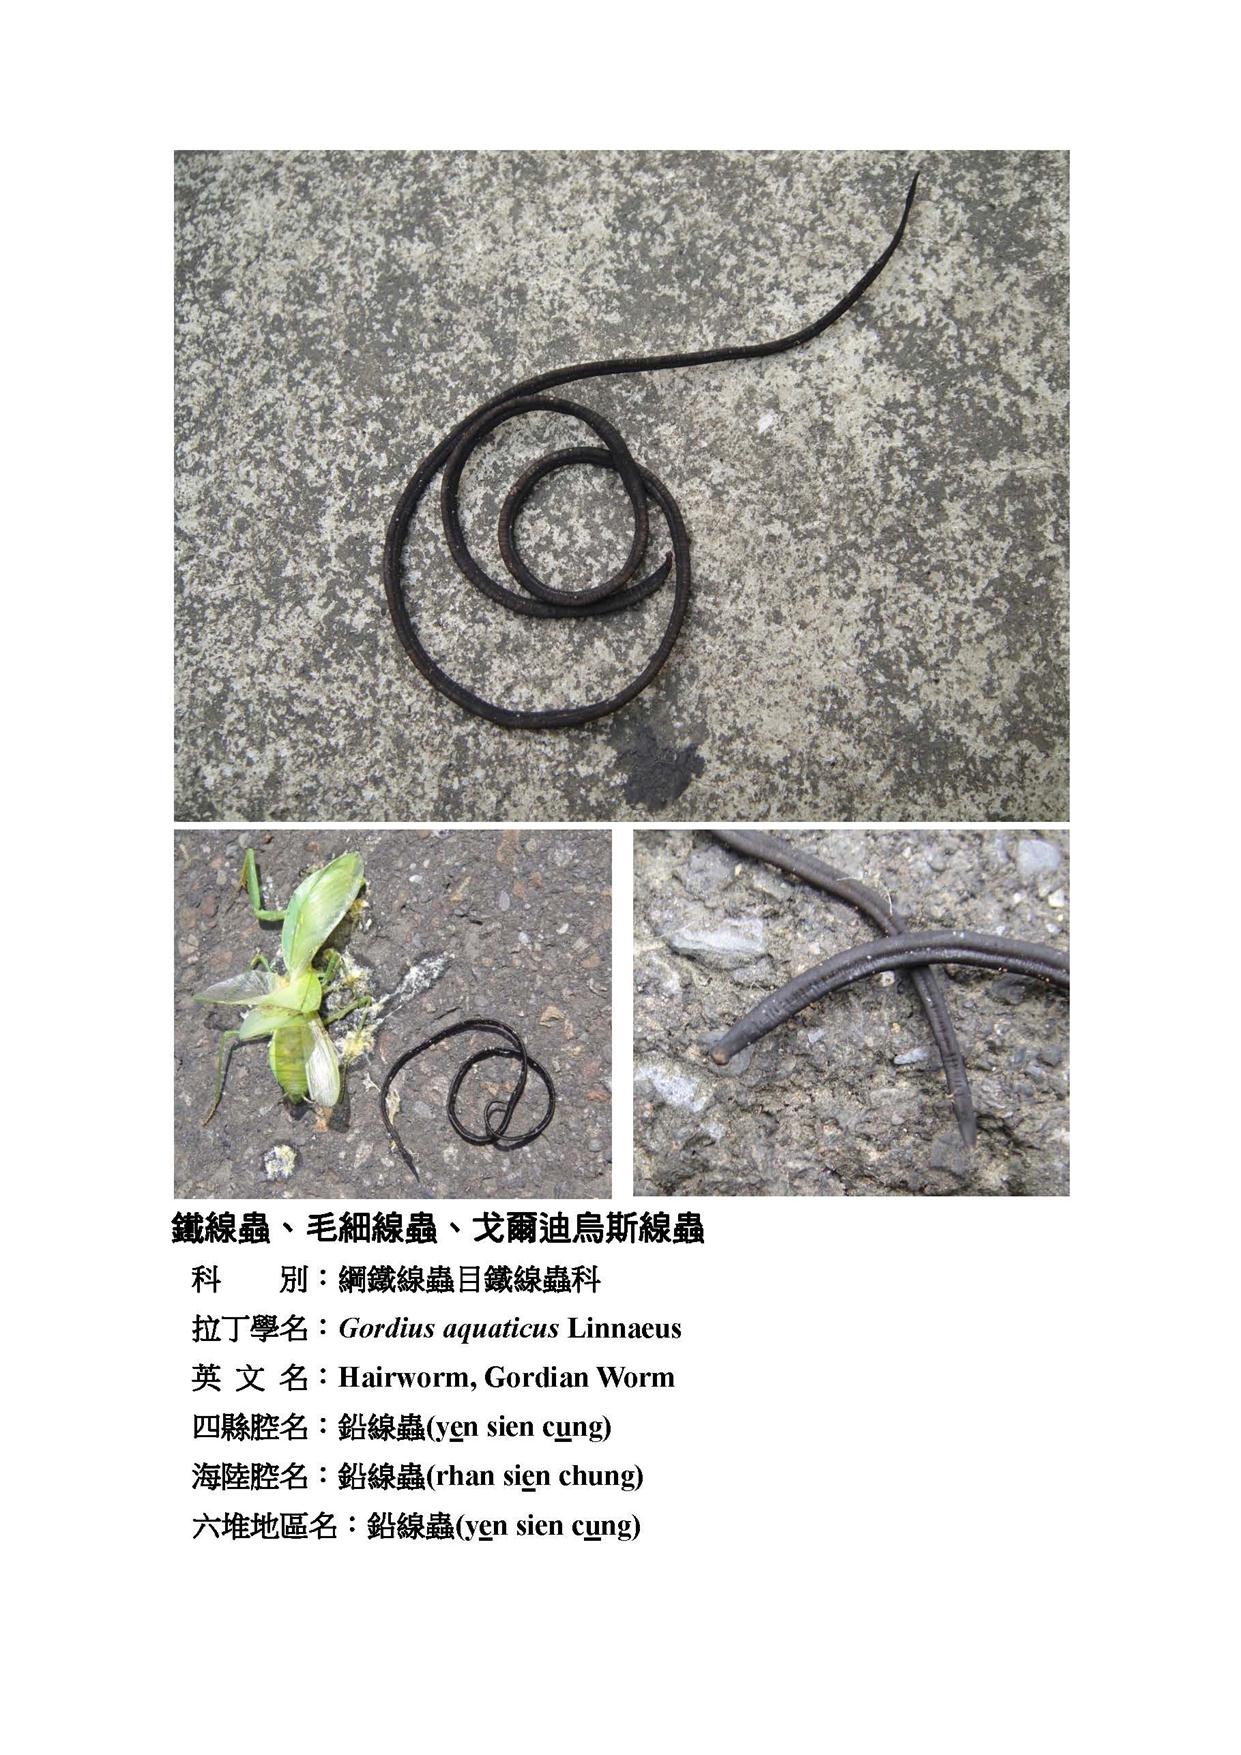 鐵線蟲、毛細線蟲、戈爾迪烏斯線蟲
科　　別：綱鐵線蟲目鐵線蟲科
拉丁學名：Gordius aquaticus Linnaeus
英 文 名：Hairworm, Gordian Worm
四縣腔名：鉛線蟲(yen sien cung)
海陸腔名：鉛線蟲(rhan sien chung)
六堆地區名：鉛線蟲(yen sien cung)